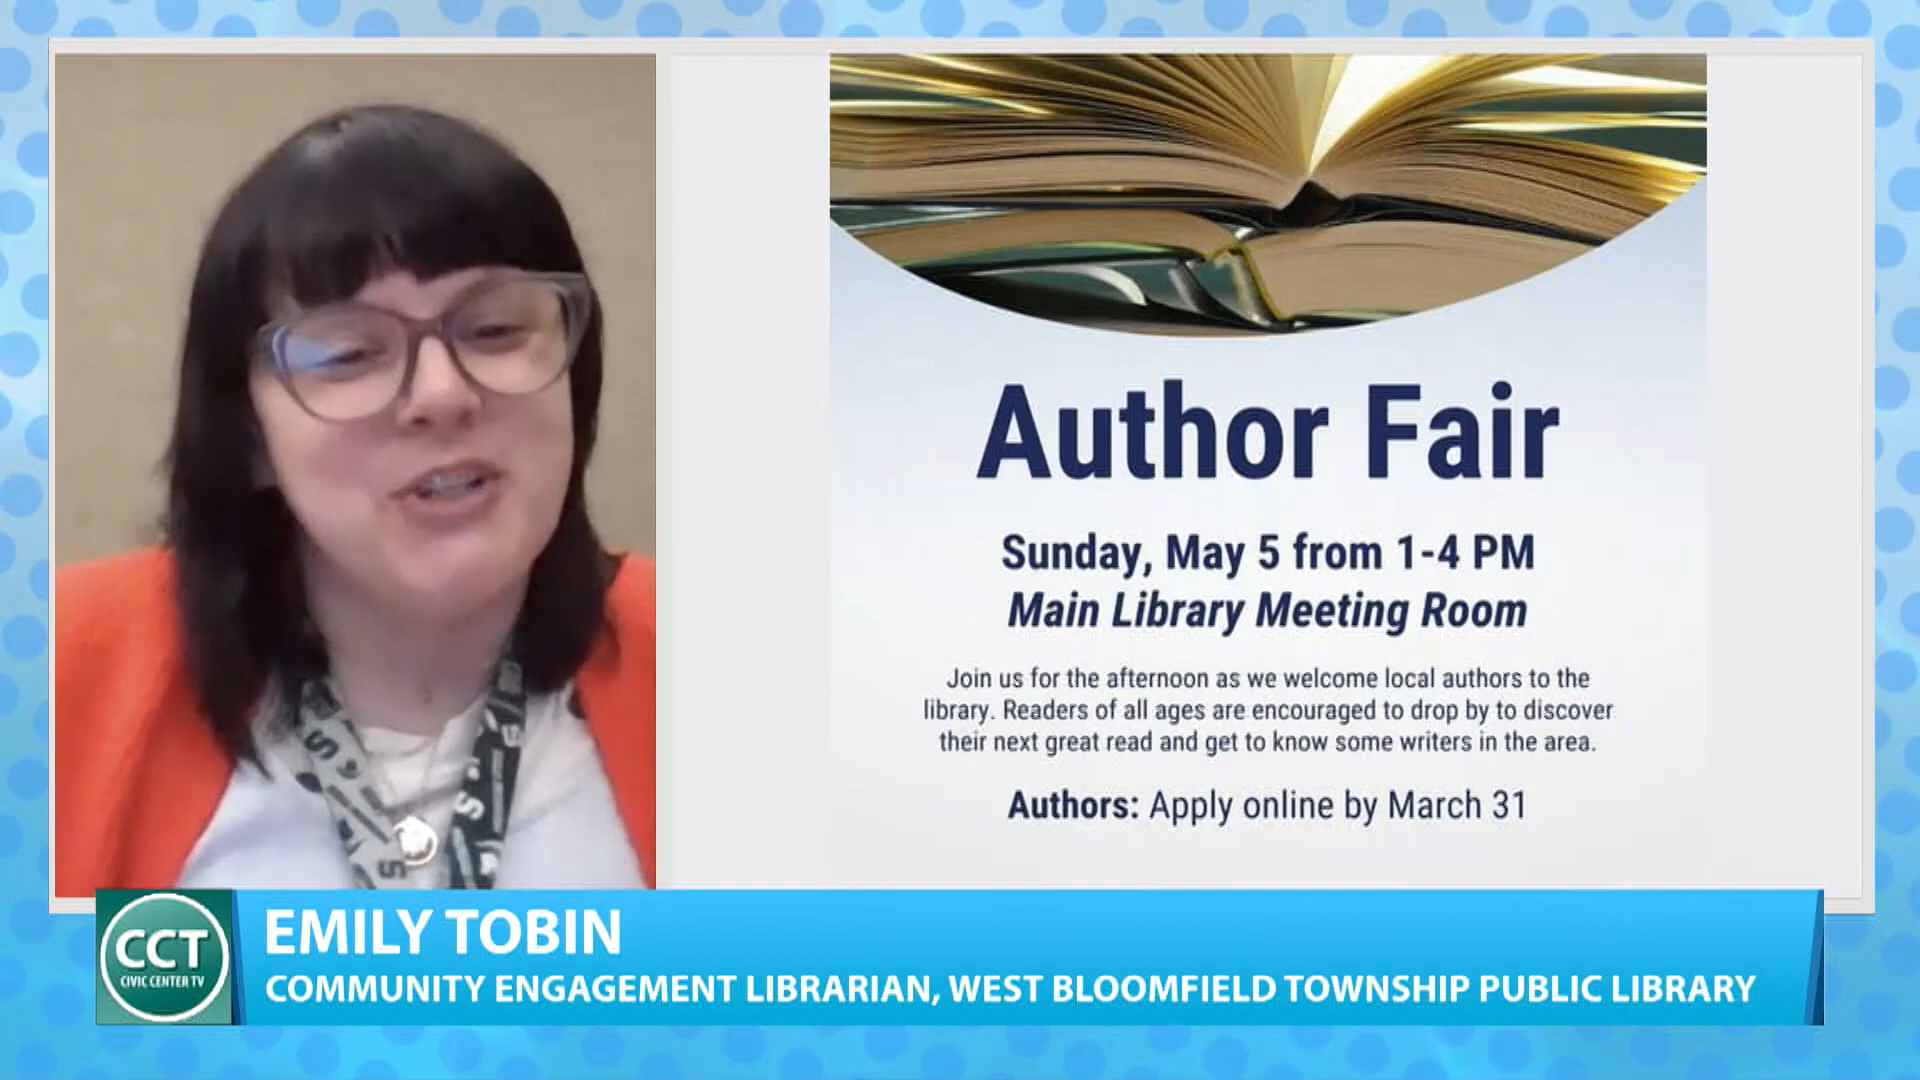 Author Fair
Sunday, May 5 from 1-4 PM
Main Library Meeting Room
Join us for the afternoon as we welcome local authors to the
library. Readers of all ages are encouraged to drop by to discover
their next great read and get to know some writers in the area.
Authors: Apply online by March 31
S
S
S
CCT
CIVIC CENTER TV
EMILY TOBIN
COMMUNITY ENGAGEMENT LIBRARIAN, WEST BLOOMFIELD TOWNSHIP PUBLIC LIBRARY